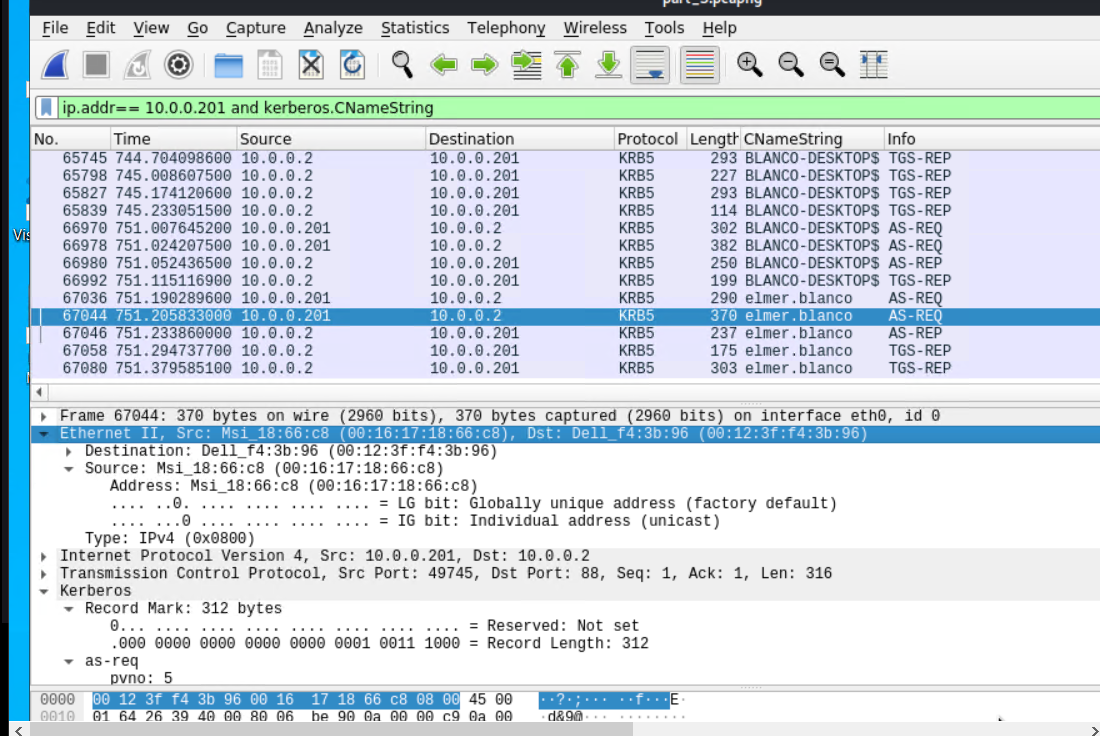 File Edit View Go Capture Analyze Statistics Telephony Wireless Tools Help
ip.addr== 10.0.0.201 and kerberos.CNameString
No. Time Source Destination Protocol Length CNameString Info
65745 744.704098600 10.0.0.2 10.0.0.201 KRB5 293 BLANCO-DESKTOP$ TGS-REP
65798 745.008607500 10.0.0.2 10.0.0.201 KRB5 227 BLANCO-DESKTOP$ TGS-REP
65827 745.174120600 10.0.0.2 10.0.0.201 KRB5 293 BLANCO-DESKTOP$ TGS-REP
65839 745.233051500 10.0.0.2 10.0.0.201 KRB5 114 BLANCO-DESKTOP$ TGS-REP
66970 751.007645200 10.0.0.201 10.0.0.2 KRB5 302 BLANCO-DESKTOP$ AS-REQ
66978 751.024207500 10.0.0.201 10.0.0.2 KRB5 382 BLANCO-DESKTOP$ AS-REQ
66980 751.052436500 10.0.0.2 10.0.0.201 KRB5 250 BLANCO-DESKTOP$ AS-REP
66992 751.115116900 10.0.0.2 10.0.0.201 KRB5 199 BLANCO-DESKTOP$ TGS-REP
67036 751.190289600 10.0.0.201 10.0.0.2 KRB5 290 elmer.blanco AS-REQ
67044 751.205833000 10.0.0.201 10.0.0.2 KRB5 370 elmer.blanco AS-REQ
67046 751.233860000 10.0.0.2 10.0.0.201 KRB5 237 elmer.blanco AS-REP
67058 751.294737700 10.0.0.2 10.0.0.201 KRB5 175 elmer.blanco TGS-REP
67080 751.379585100 10.0.0.2 10.0.0.201 KRB5 303 elmer.blanco TGS-REP
Frame 67044: 370 bytes on wire (2960 bits), 370 bytes captured (2960 bits) on interface eth0, id 0
Ethernet II, Src: Msi_18:66:c8 (00:16:17:18:66:c8), Dst: Dell_f4:3b:96 (00:12:3f:f4:3b:96)
Destination: Dell_f4:3b:96 (00:12:3f:f4:3b:96)
Source: Msi_18:66:c8 (00:16:17:18:66:c8)
Address: Msi_18:66:c8 (00:16:17:18:66:c8)
.... ..0. .... .... .... .... = LG bit: Globally unique address (factory default)
.... ...0 .... .... .... .... = IG bit: Individual address (unicast)
Type: IPv4 (0x0800)
Internet Protocol Version 4, Src: 10.0.0.201, Dst: 10.0.0.2
Transmission Control Protocol, Src Port: 49745, Dst Port: 88, Seq: 1, Ack: 1, Len: 316
Kerberos
Record Mark: 312 bytes
0... .... .... .... .... .... .... .... = Reserved: Not set
.000 0000 0000 0000 0000 0001 0011 1000 = Record Length: 312
as-req
pvno: 5
0000 00 12 3f f4 3b 96 00 16 17 18 66 c8 08 00 45 00 ··?·;··· ··f···E·
0010 01 64 26 39 40 00 80 06 be 90 0a 00 00 c9 0a 00 ·d&9@··· ········